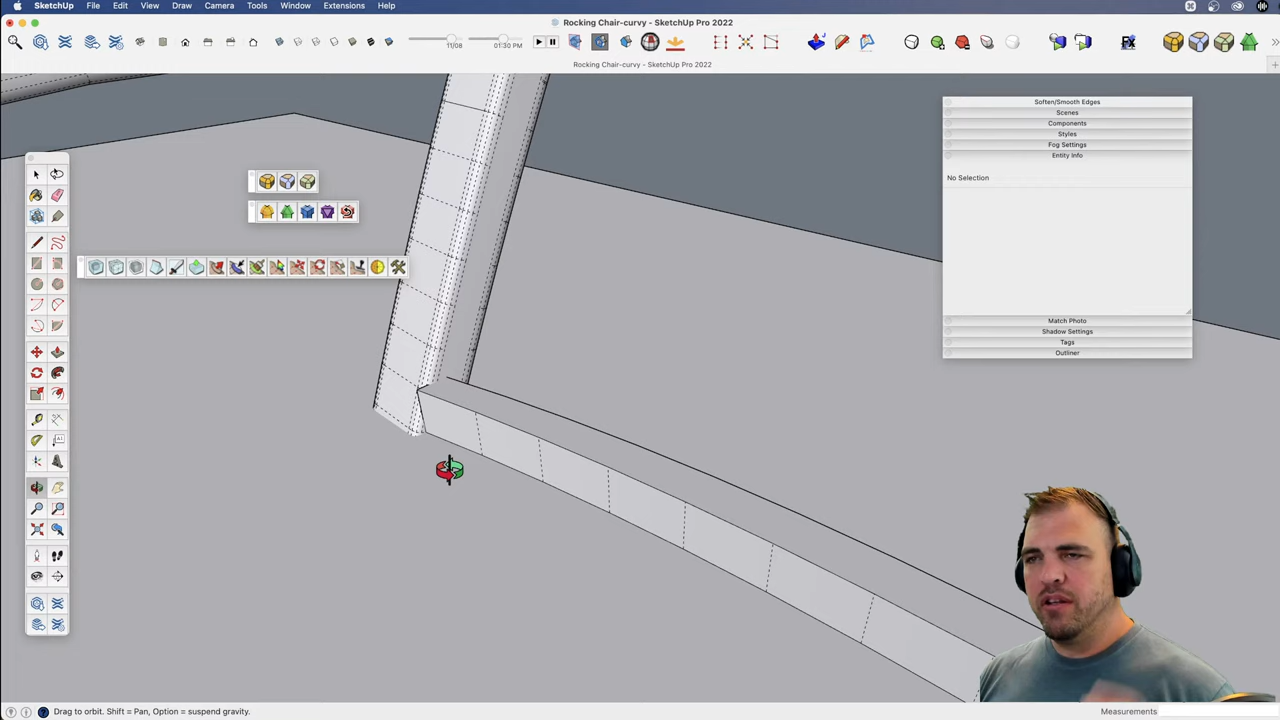 SketchUp File Edit Draw Camera Tools Window Extensions Help
Rocking Chair-curvy - SketchUp Pro 2022
11/08 01:30 PM
Rocking Chair-curvy - SketchUp Pro 2022
Soften/Smooth Edges
Scenes
Components
Styles
Fog Settings
Entity Info
No Selection
Match Photo
Shadow Settings
Tags
Outliner
Drag to orbit. Shift = Pan, Option = suspend gravity.
Measurements